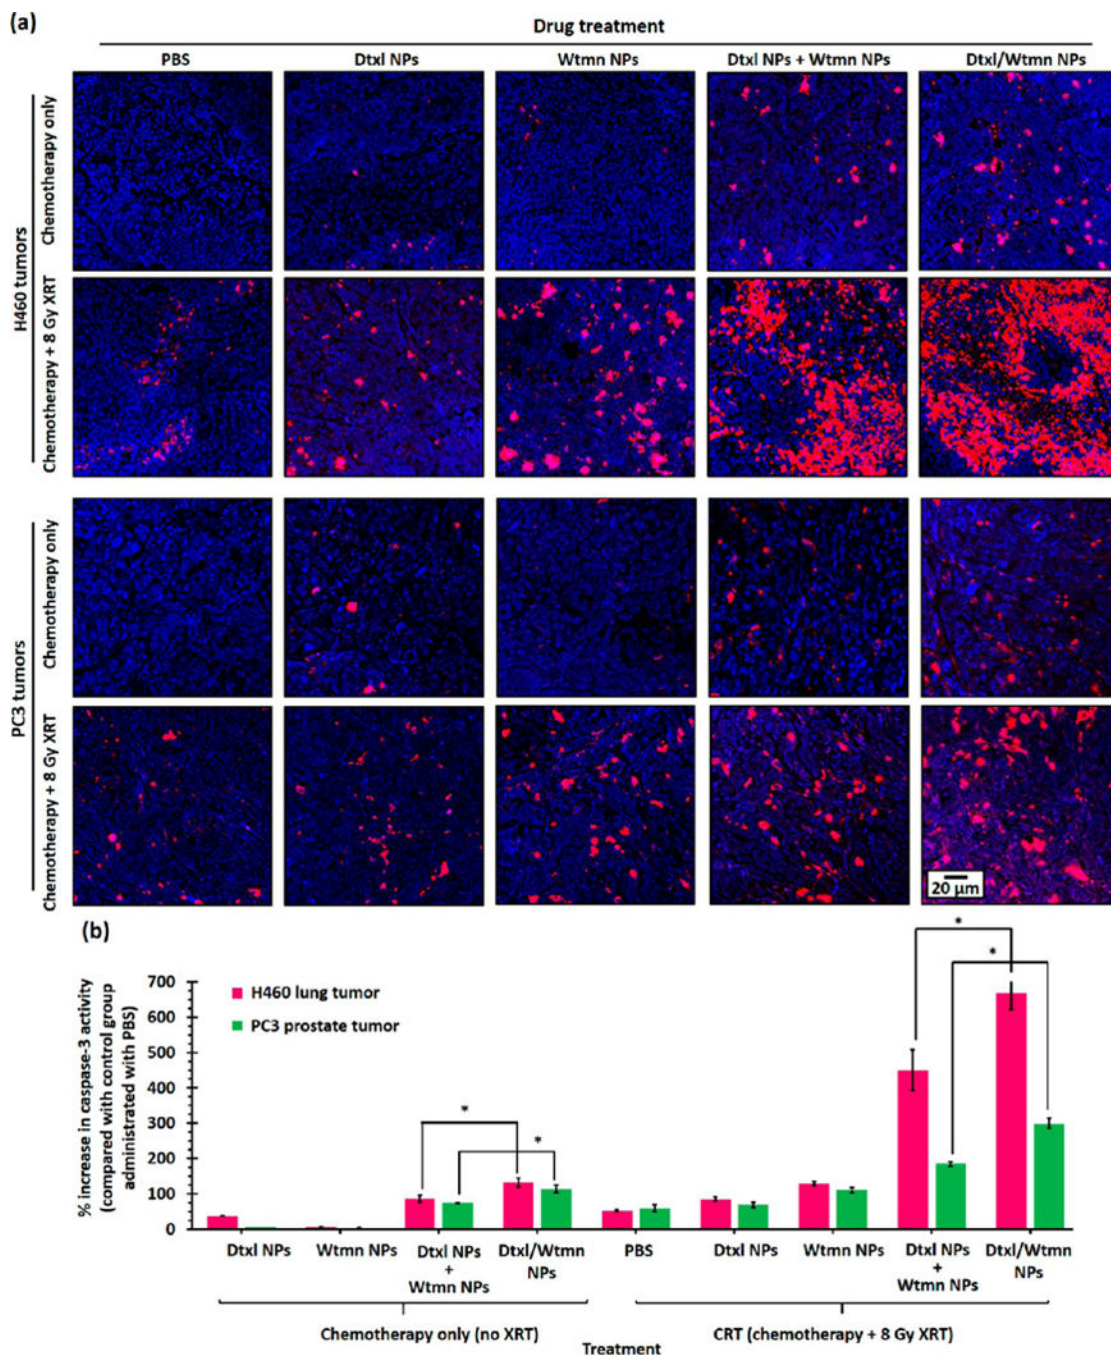 (a)
Drug treatment
PBS
Dtxl NPs
Wtmn NPs
Dtxl NPs + Wtmn NPs
Dtxl/Wtmn NPs
H460 tumors
Chemotherapy only
Chemotherapy + 8 Gy XRT
PC3 tumors
Chemotherapy only
Chemotherapy + 8 Gy XRT
20 μm
(b)
% increase in caspase-3 activity
(compared with control group
administrated with PBS)
700
600
500
400
300
200
100
0
H460 lung tumor
PC3 prostate tumor
*
*
*
*
Dtxl NPs
Wtmn NPs
Dtxl NPs
+
Wtmn NPs
Dtxl/Wtmn
NPs
PBS
Dtxl NPs
Wtmn NPs
Dtxl NPs
+
Wtmn NPs
Dtxl/Wtmn
NPs
Chemotherapy only (no XRT)
CRT (chemotherapy + 8 Gy XRT)
Treatment